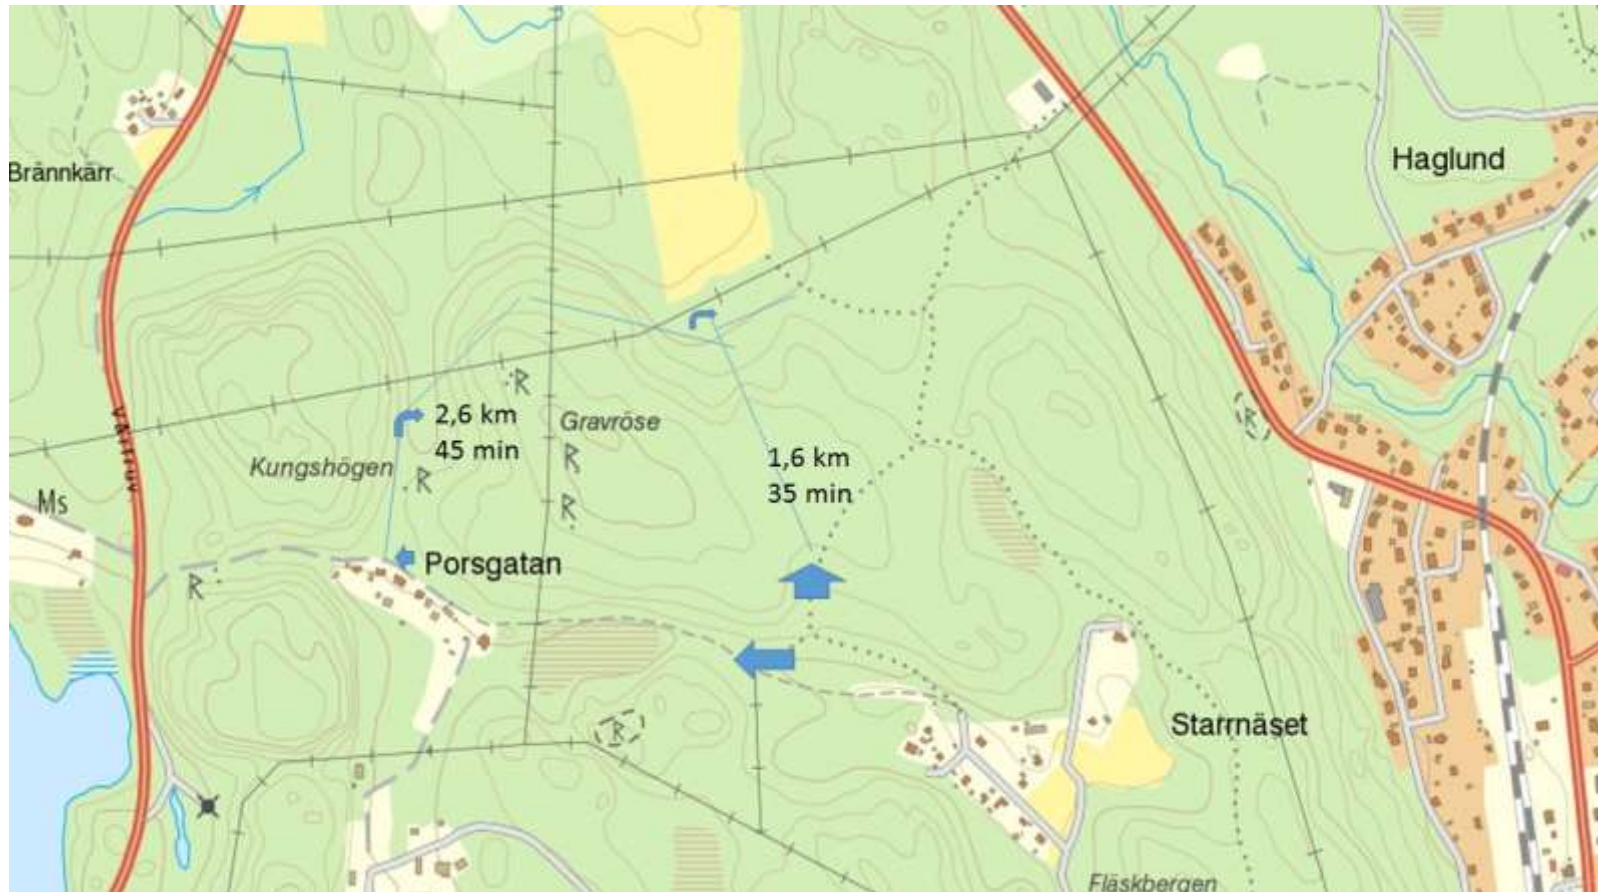 Brännkärr
Haglund
2,6 km
45 min
Gravröse
Kungshögen
1,6 km
35 min
Ms
Porsgatan
Starrnäset
Fläskbergen
R
R
R
R
R
R
R